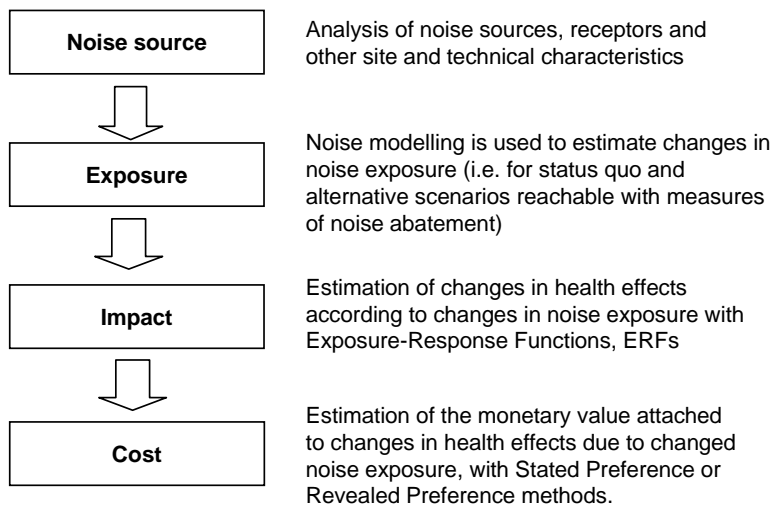 Noise source
Analysis of noise sources, receptors and
other site and technical characteristics
Exposure
Noise modelling is used to estimate changes in
noise exposure (i.e. for status quo and
alternative scenarios reachable with measures
of noise abatement)
Impact
Estimation of changes in health effects
according to changes in noise exposure with
Exposure-Response Functions, ERFs
Cost
Estimation of the monetary value attached
to changes in health effects due to changed
noise exposure, with Stated Preference or
Revealed Preference methods.